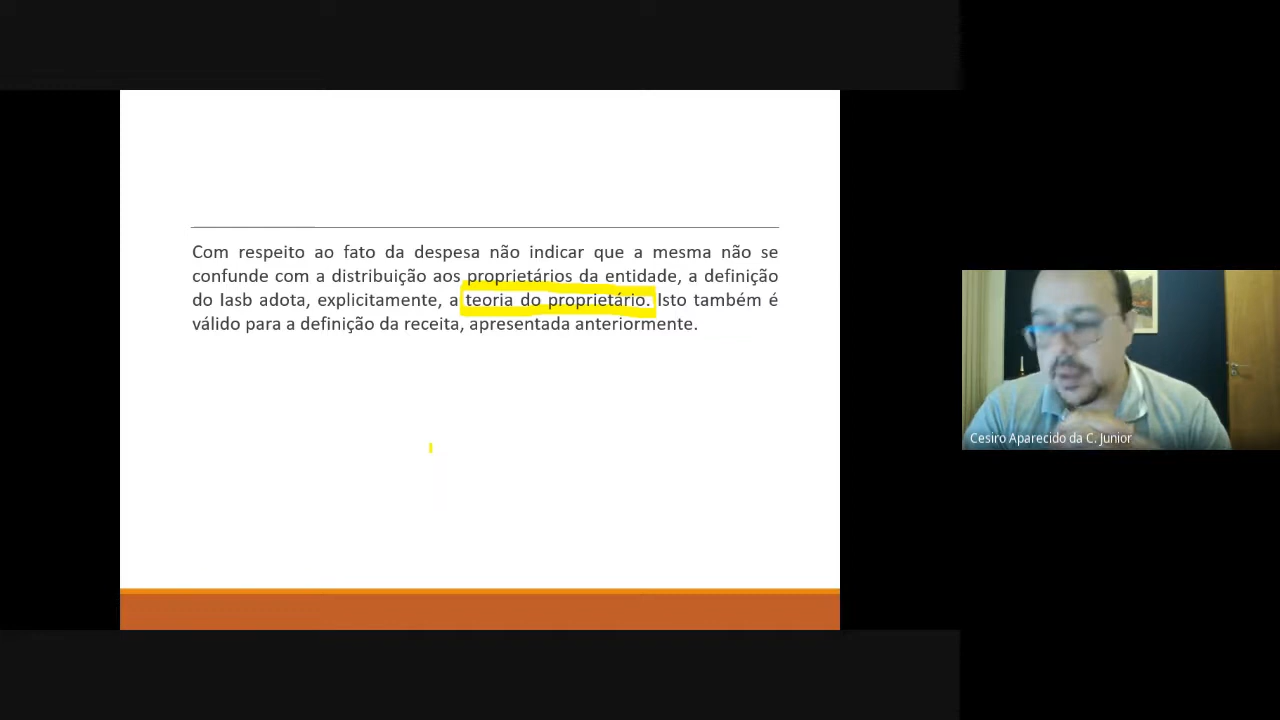 Com respeito ao fato da despesa não indicar que a mesma não se
confunde com a distribuição aos proprietários da entidade, a definição
do Iasb adota, explicitamente, a teoria do proprietário. Isto também é
válido para a definição da receita, apresentada anteriormente.
Cesiro Aparecido da C. Junior